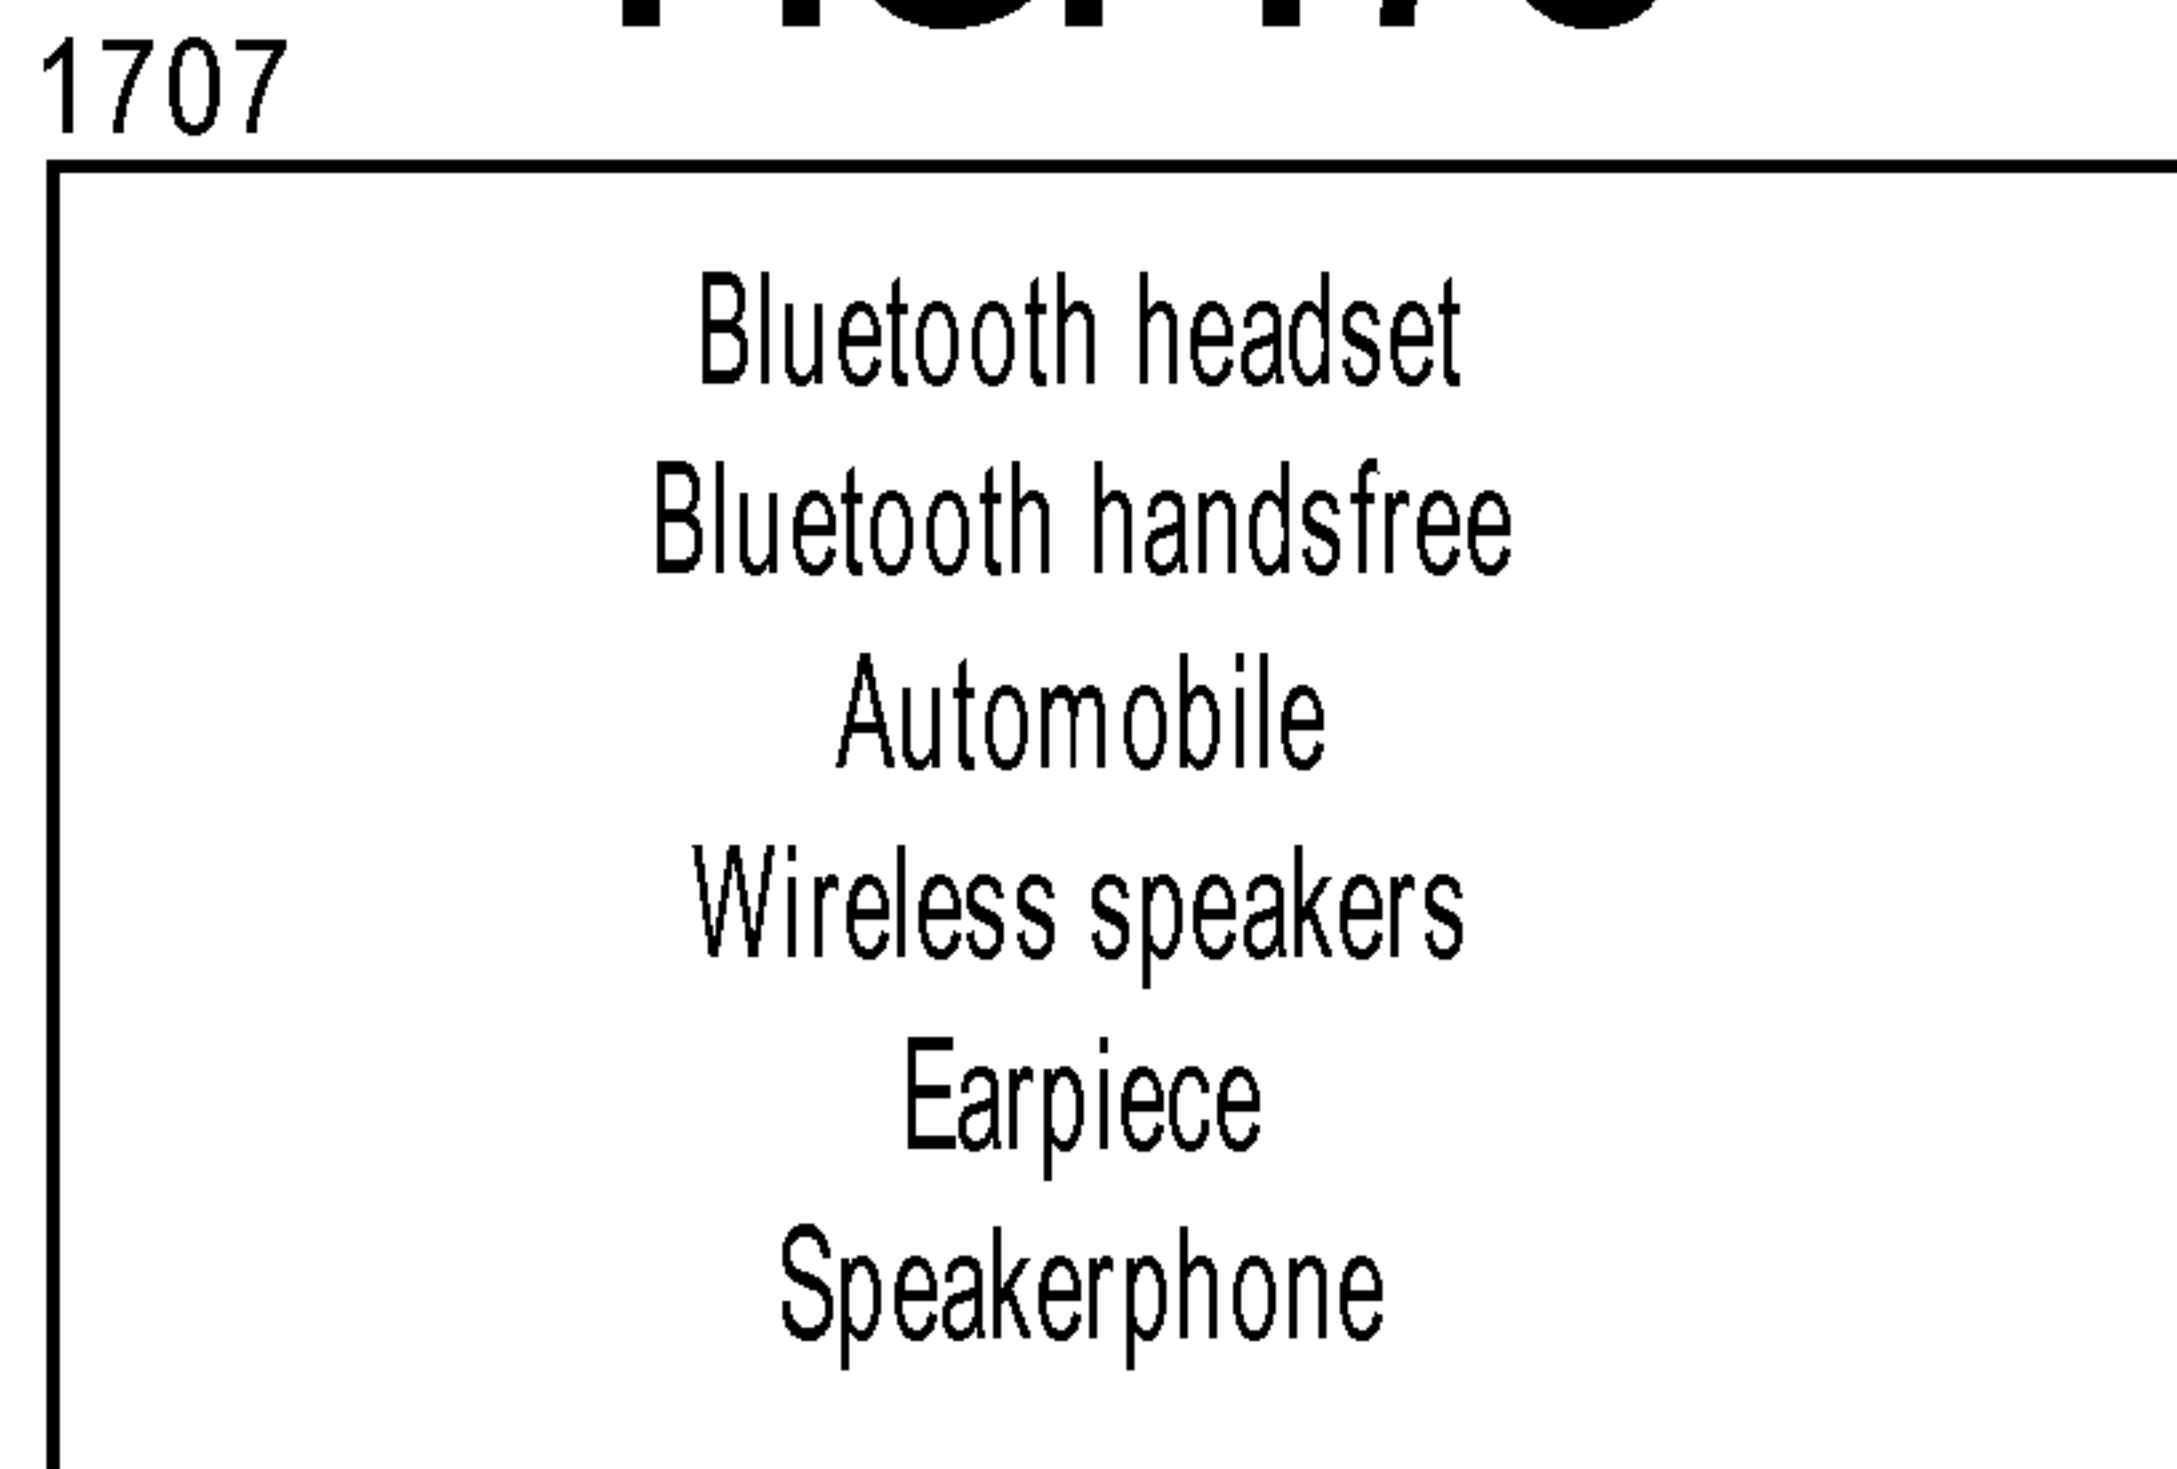 1707
Bluetooth headset
Bluetooth handsfree
Automobile
Wireless speakers
Earpiece
Speakerphone